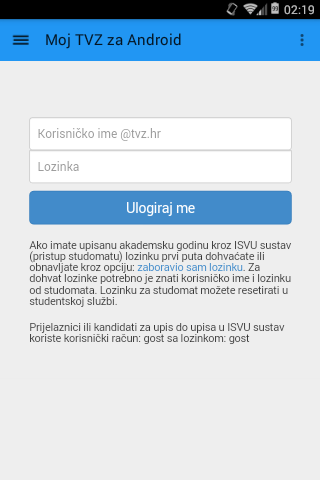 02:19
Moj TVZ za Android
Korisničko ime @tvz.hr
Lozinka
Ulogiraj me
Ako imate upisanu akademsku godinu kroz ISVU sustav
(pristup studomatu) lozinku prvi puta dohvaćate ili
obnavljate kroz opciju: zaboravio sam lozinku. Za
dohvat lozinke potrebno je znati korisničko ime i lozinku
od studomata. Lozinku za studomat možete resetirati u
studentskoj službi.
Prijelaznici ili kandidati za upis do upisa u ISVU sustav
koriste korisnički račun: gost sa lozinkom: gost